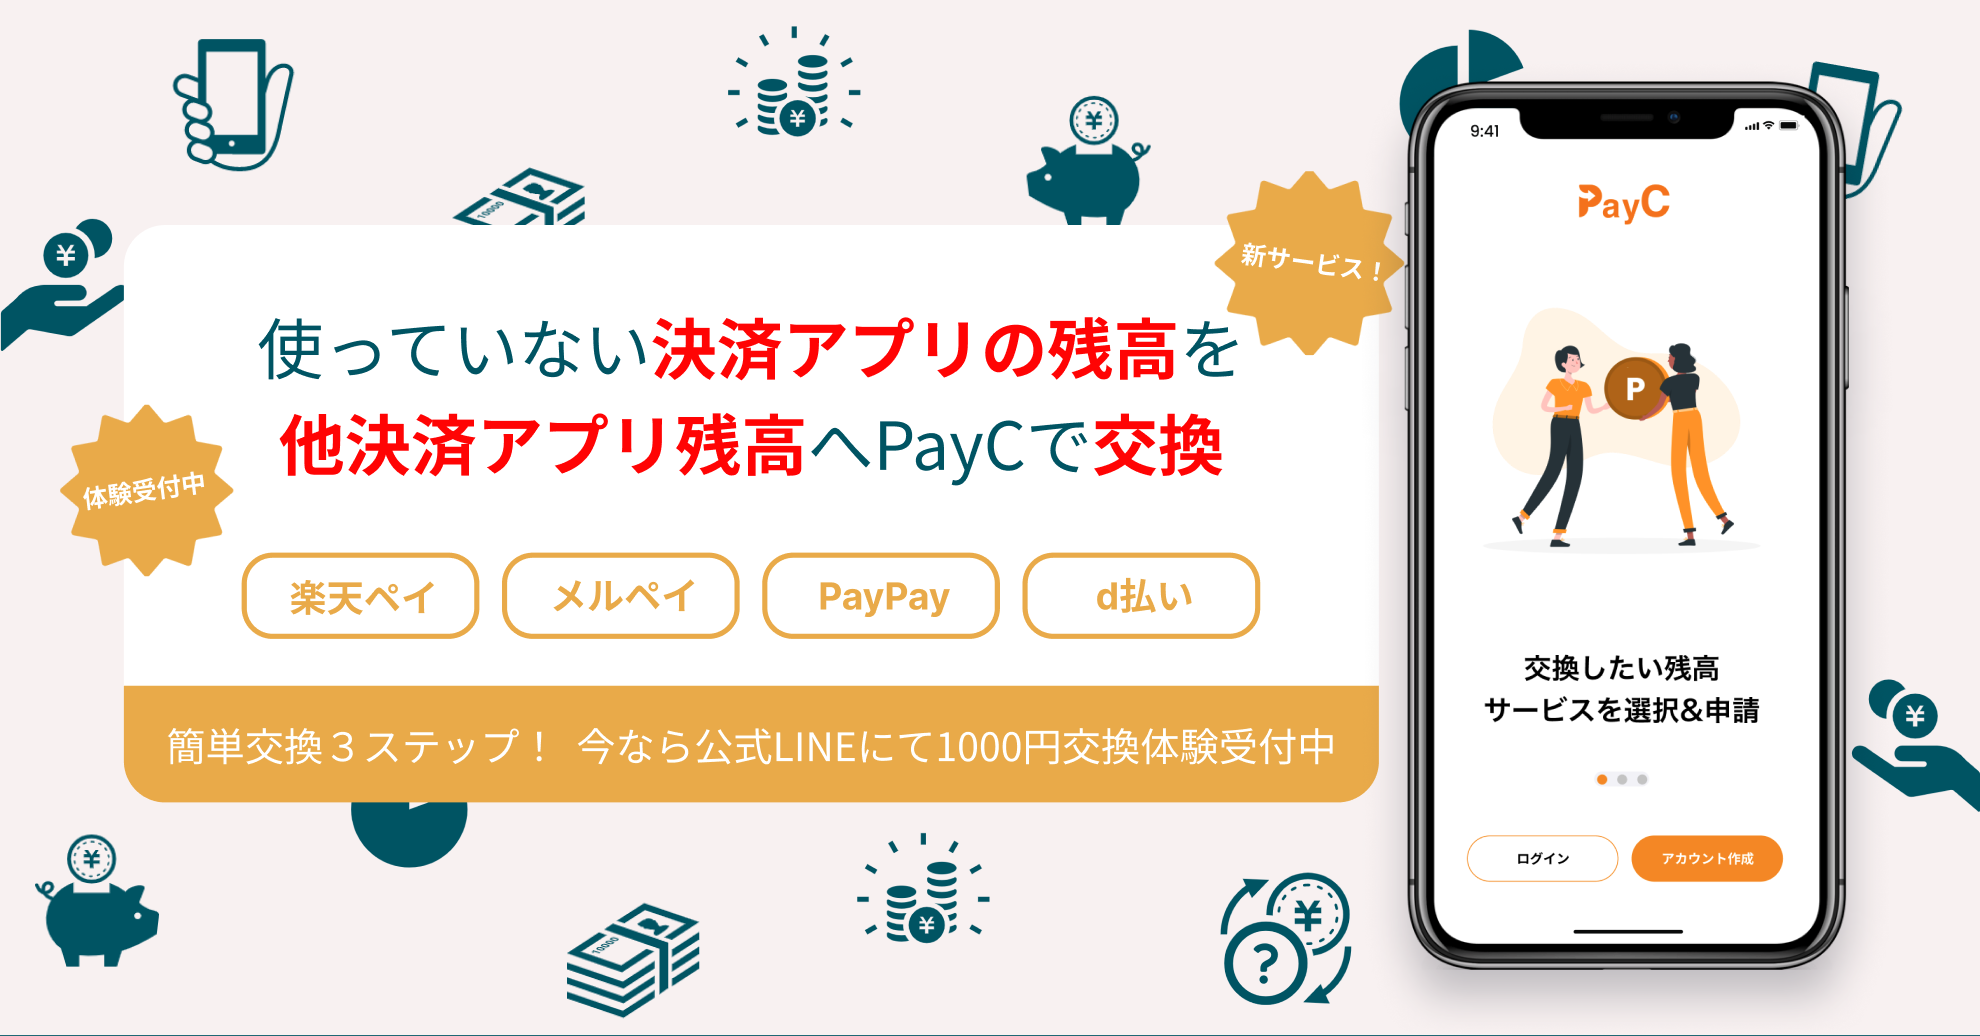 新サービス！
使っていない決済アプリの残高を
他決済アプリ残高へPayCで交換
体験受付中
楽天ペイ
メルペイ
PayPay
d払い
簡単交換３ステップ！ 今なら公式LINEにて1000円交換体験受付中
9:41
PayC
P
交換したい残高
サービスを選択&申請
ログイン
アカウント作成
¥
¥
¥
10000
¥
¥
10000
¥
¥
?